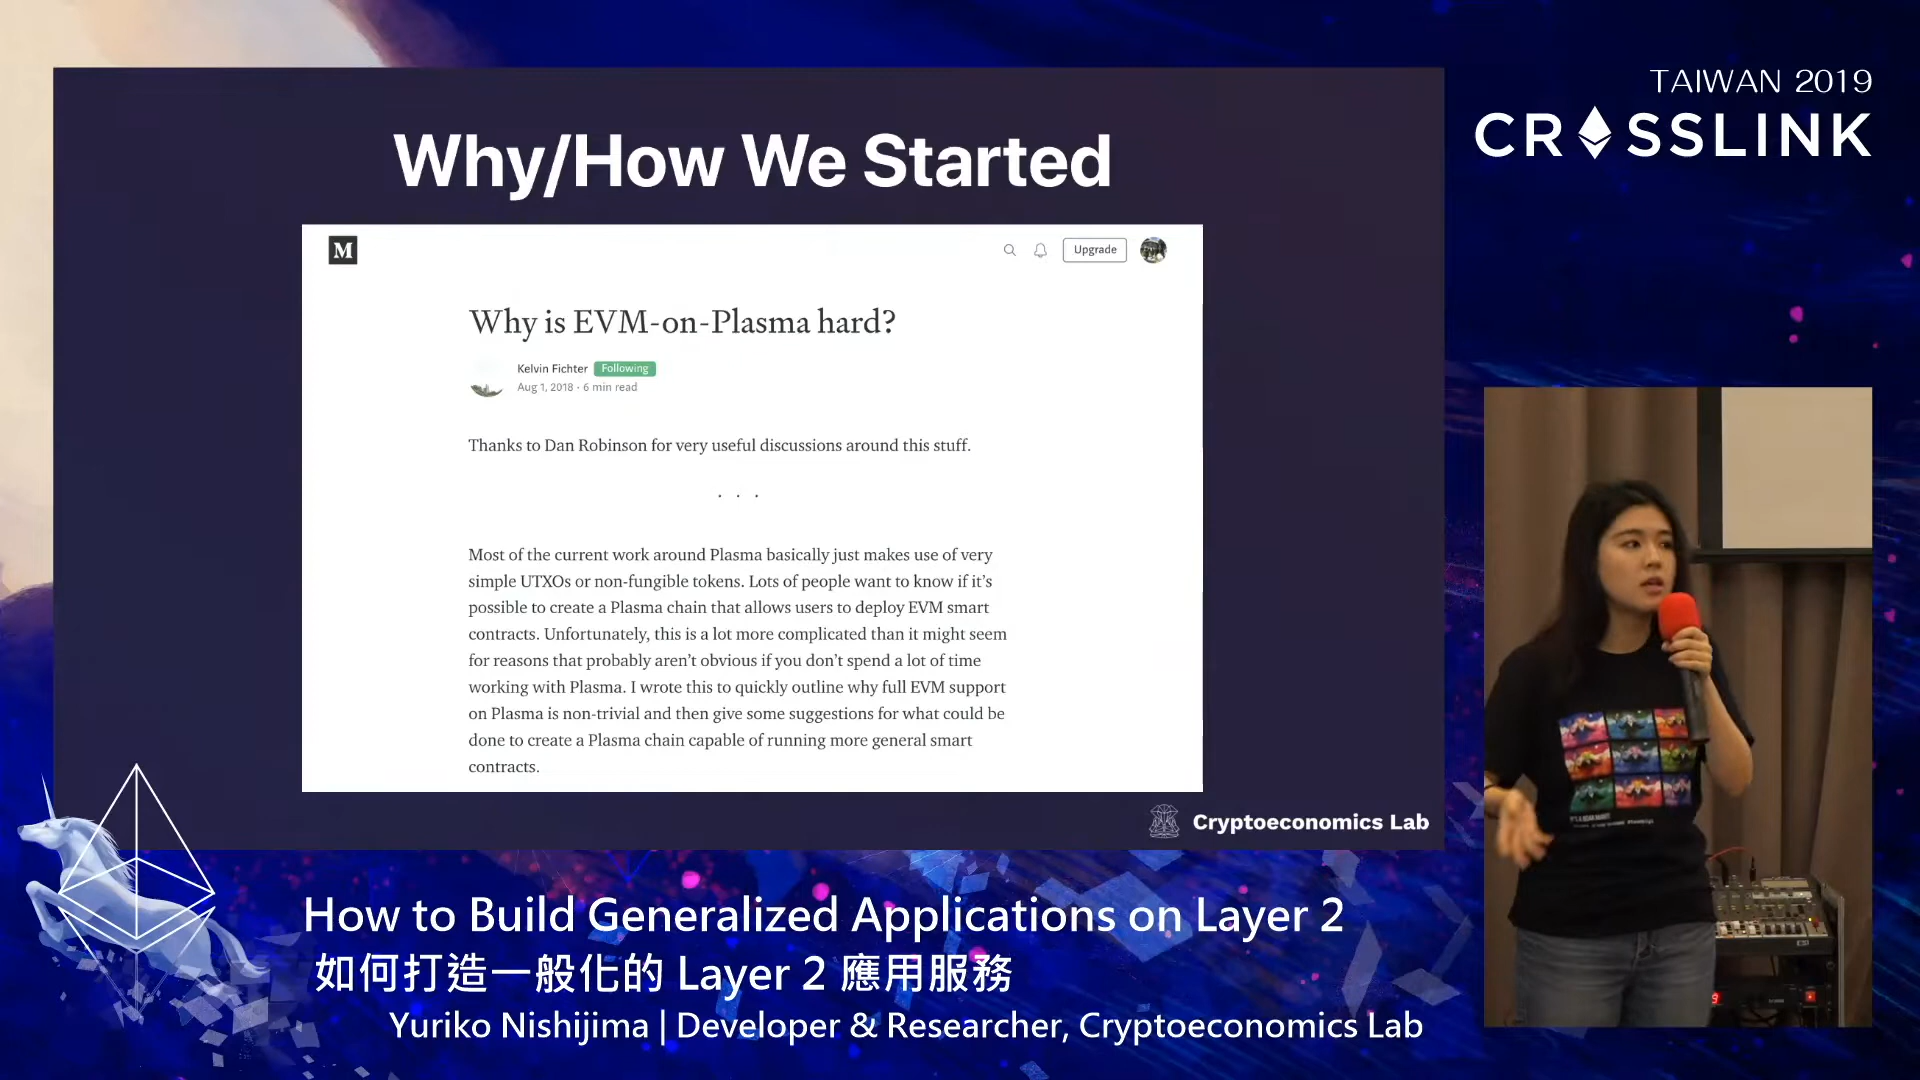 TAIWAN 2019
CROSSLINK
Why/How We Started
M
Upgrade
Why is EVM-on-Plasma hard?
Kelvin Fichter Following
Aug 1, 2018 · 6 min read
Thanks to Dan Robinson for very useful discussions around this stuff.
. . .
Most of the current work around Plasma basically just makes use of very
simple UTXOs or non-fungible tokens. Lots of people want to know if it's
possible to create a Plasma chain that allows users to deploy EVM smart
contracts. Unfortunately, this is a lot more complicated than it might seem
for reasons that probably aren't obvious if you don't spend a lot of time
working with Plasma. I wrote this to quickly outline why full EVM support
on Plasma is non-trivial and then give some suggestions for what could be
done to create a Plasma chain capable of running more general smart
contracts.
Cryptoeconomics Lab
How to Build Generalized Applications on Layer 2
如何打造一般化的 Layer 2 應用服務
Yuriko Nishijima | Developer & Researcher, Cryptoeconomics Lab